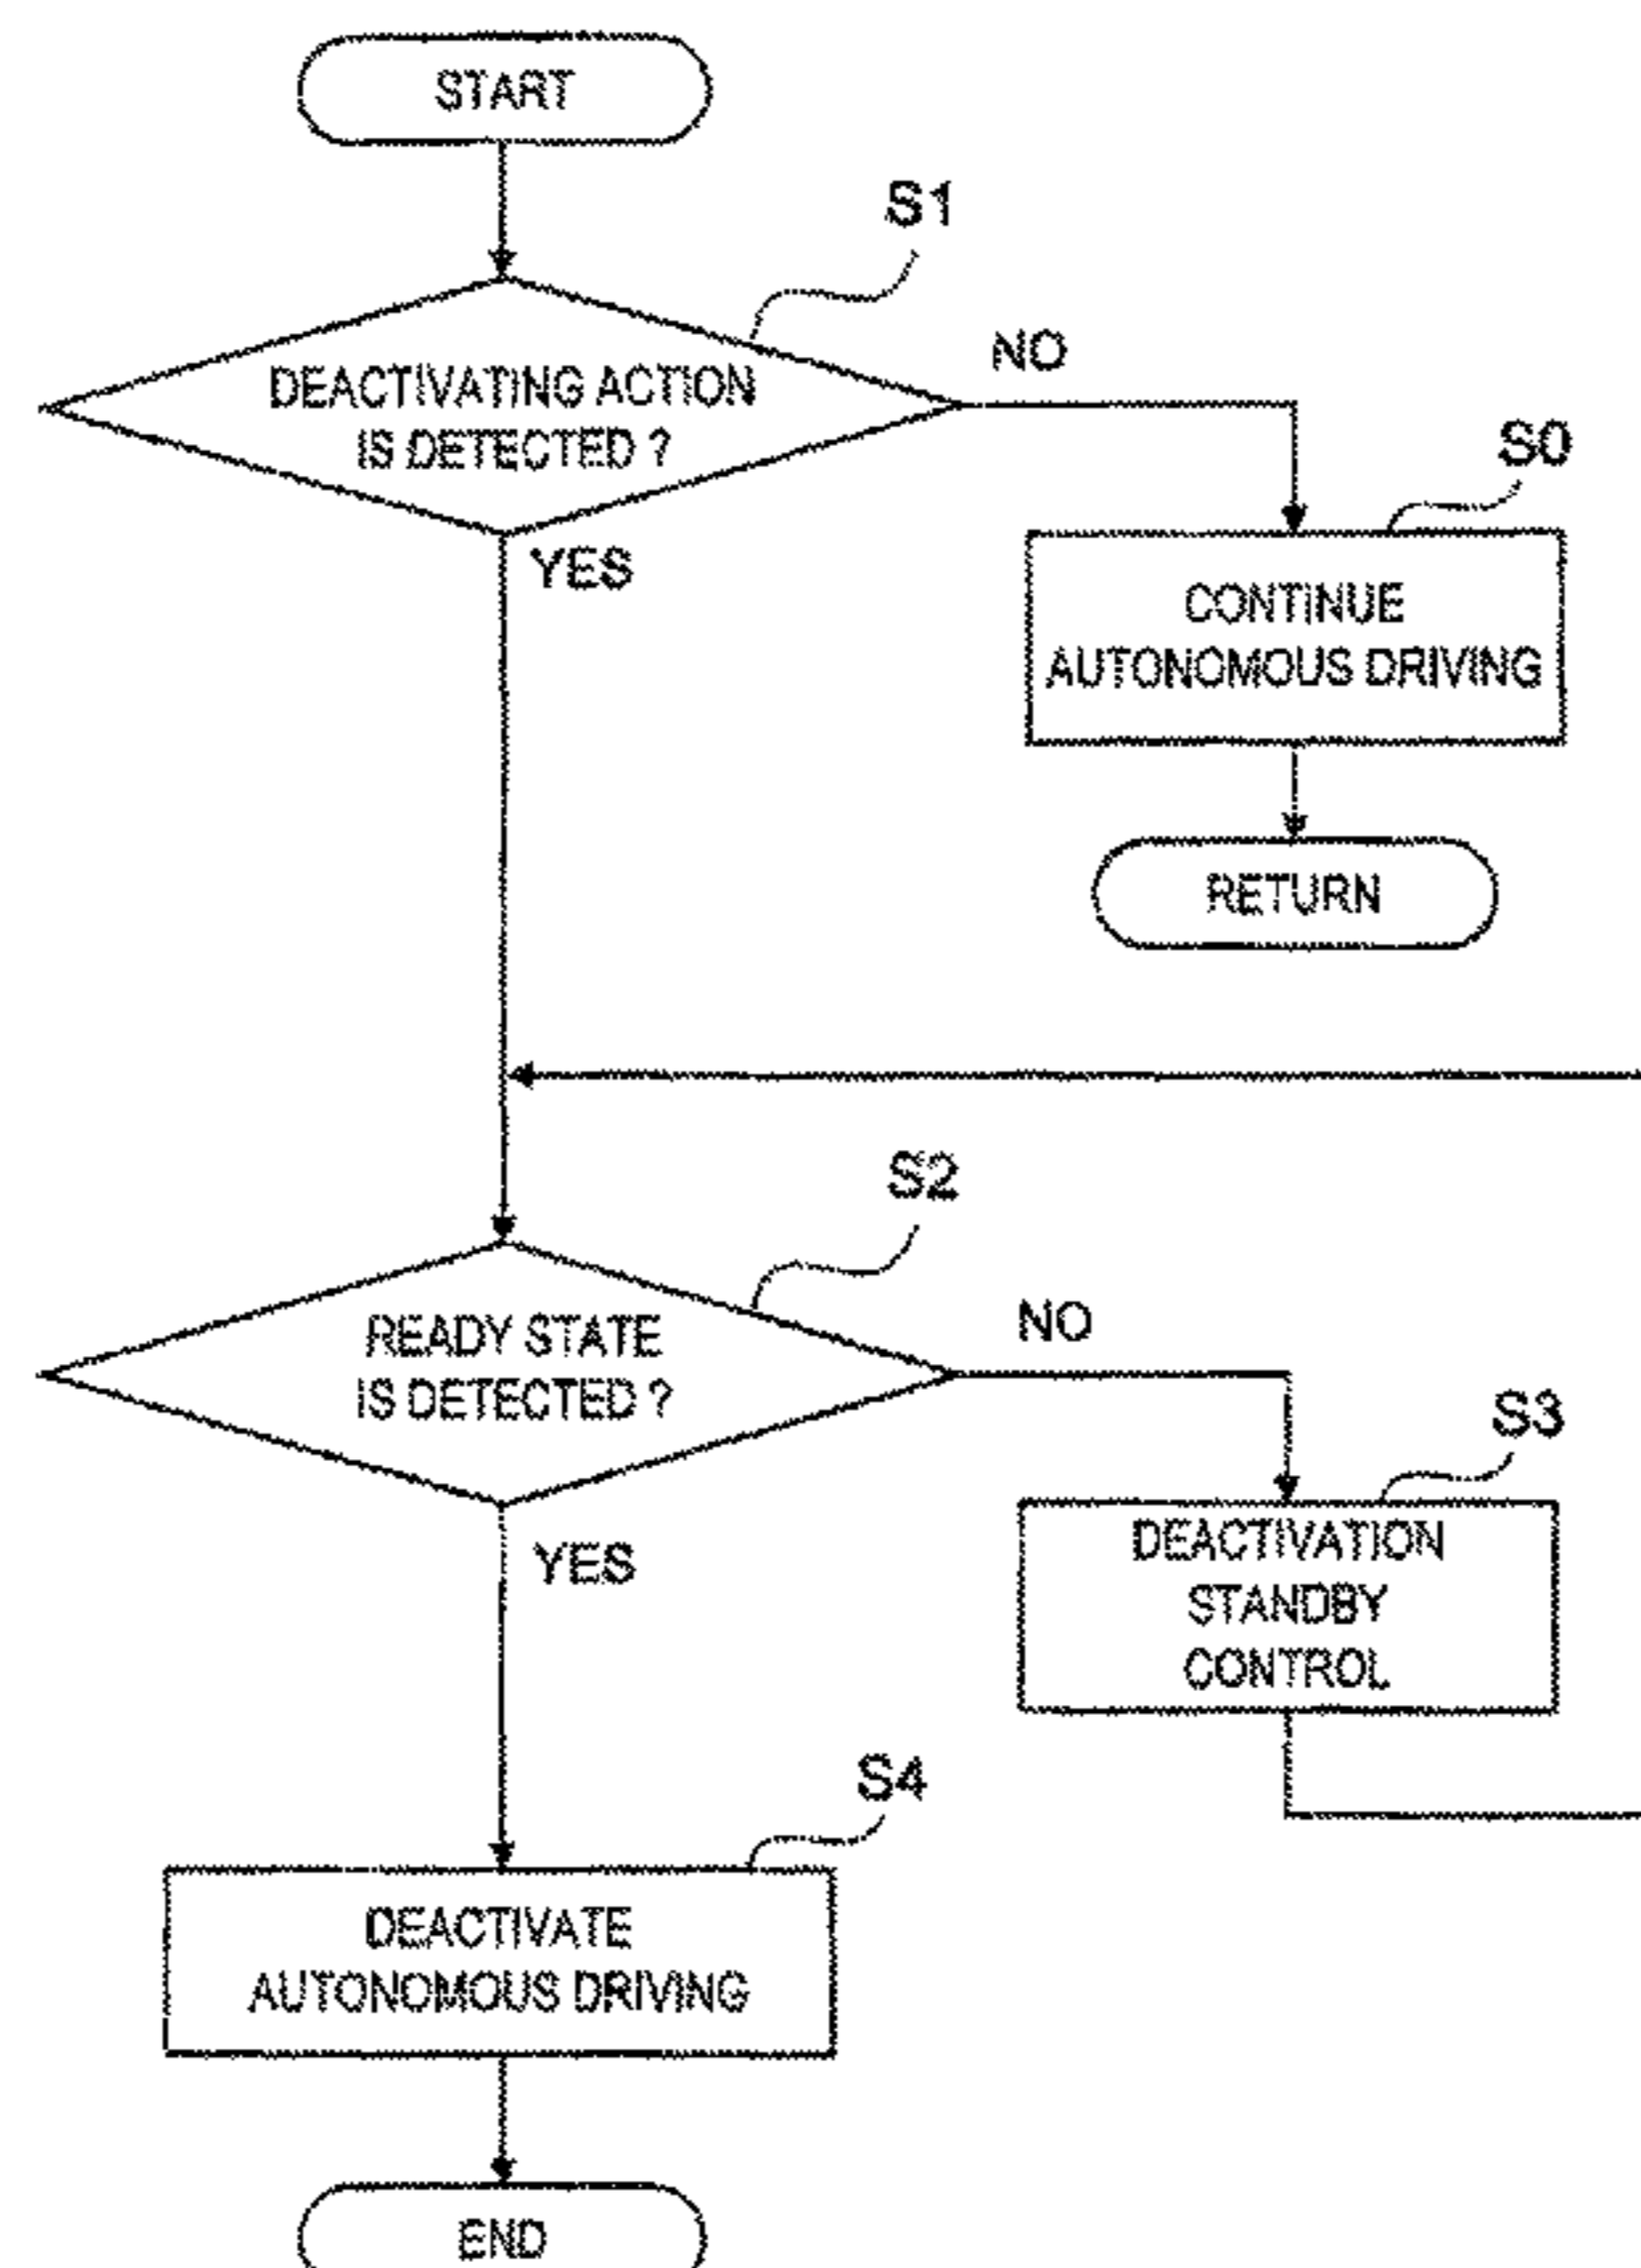 START
S1
DEACTIVATING ACTION
IS DETECTED ?
NO
YES
S0
CONTINUE
AUTONOMOUS DRIVING
RETURN
S2
READY STATE
IS DETECTED ?
NO
YES
S3
DEACTIVATION
STANDBY
CONTROL
S4
DEACTIVATE
AUTONOMOUS DRIVING
END